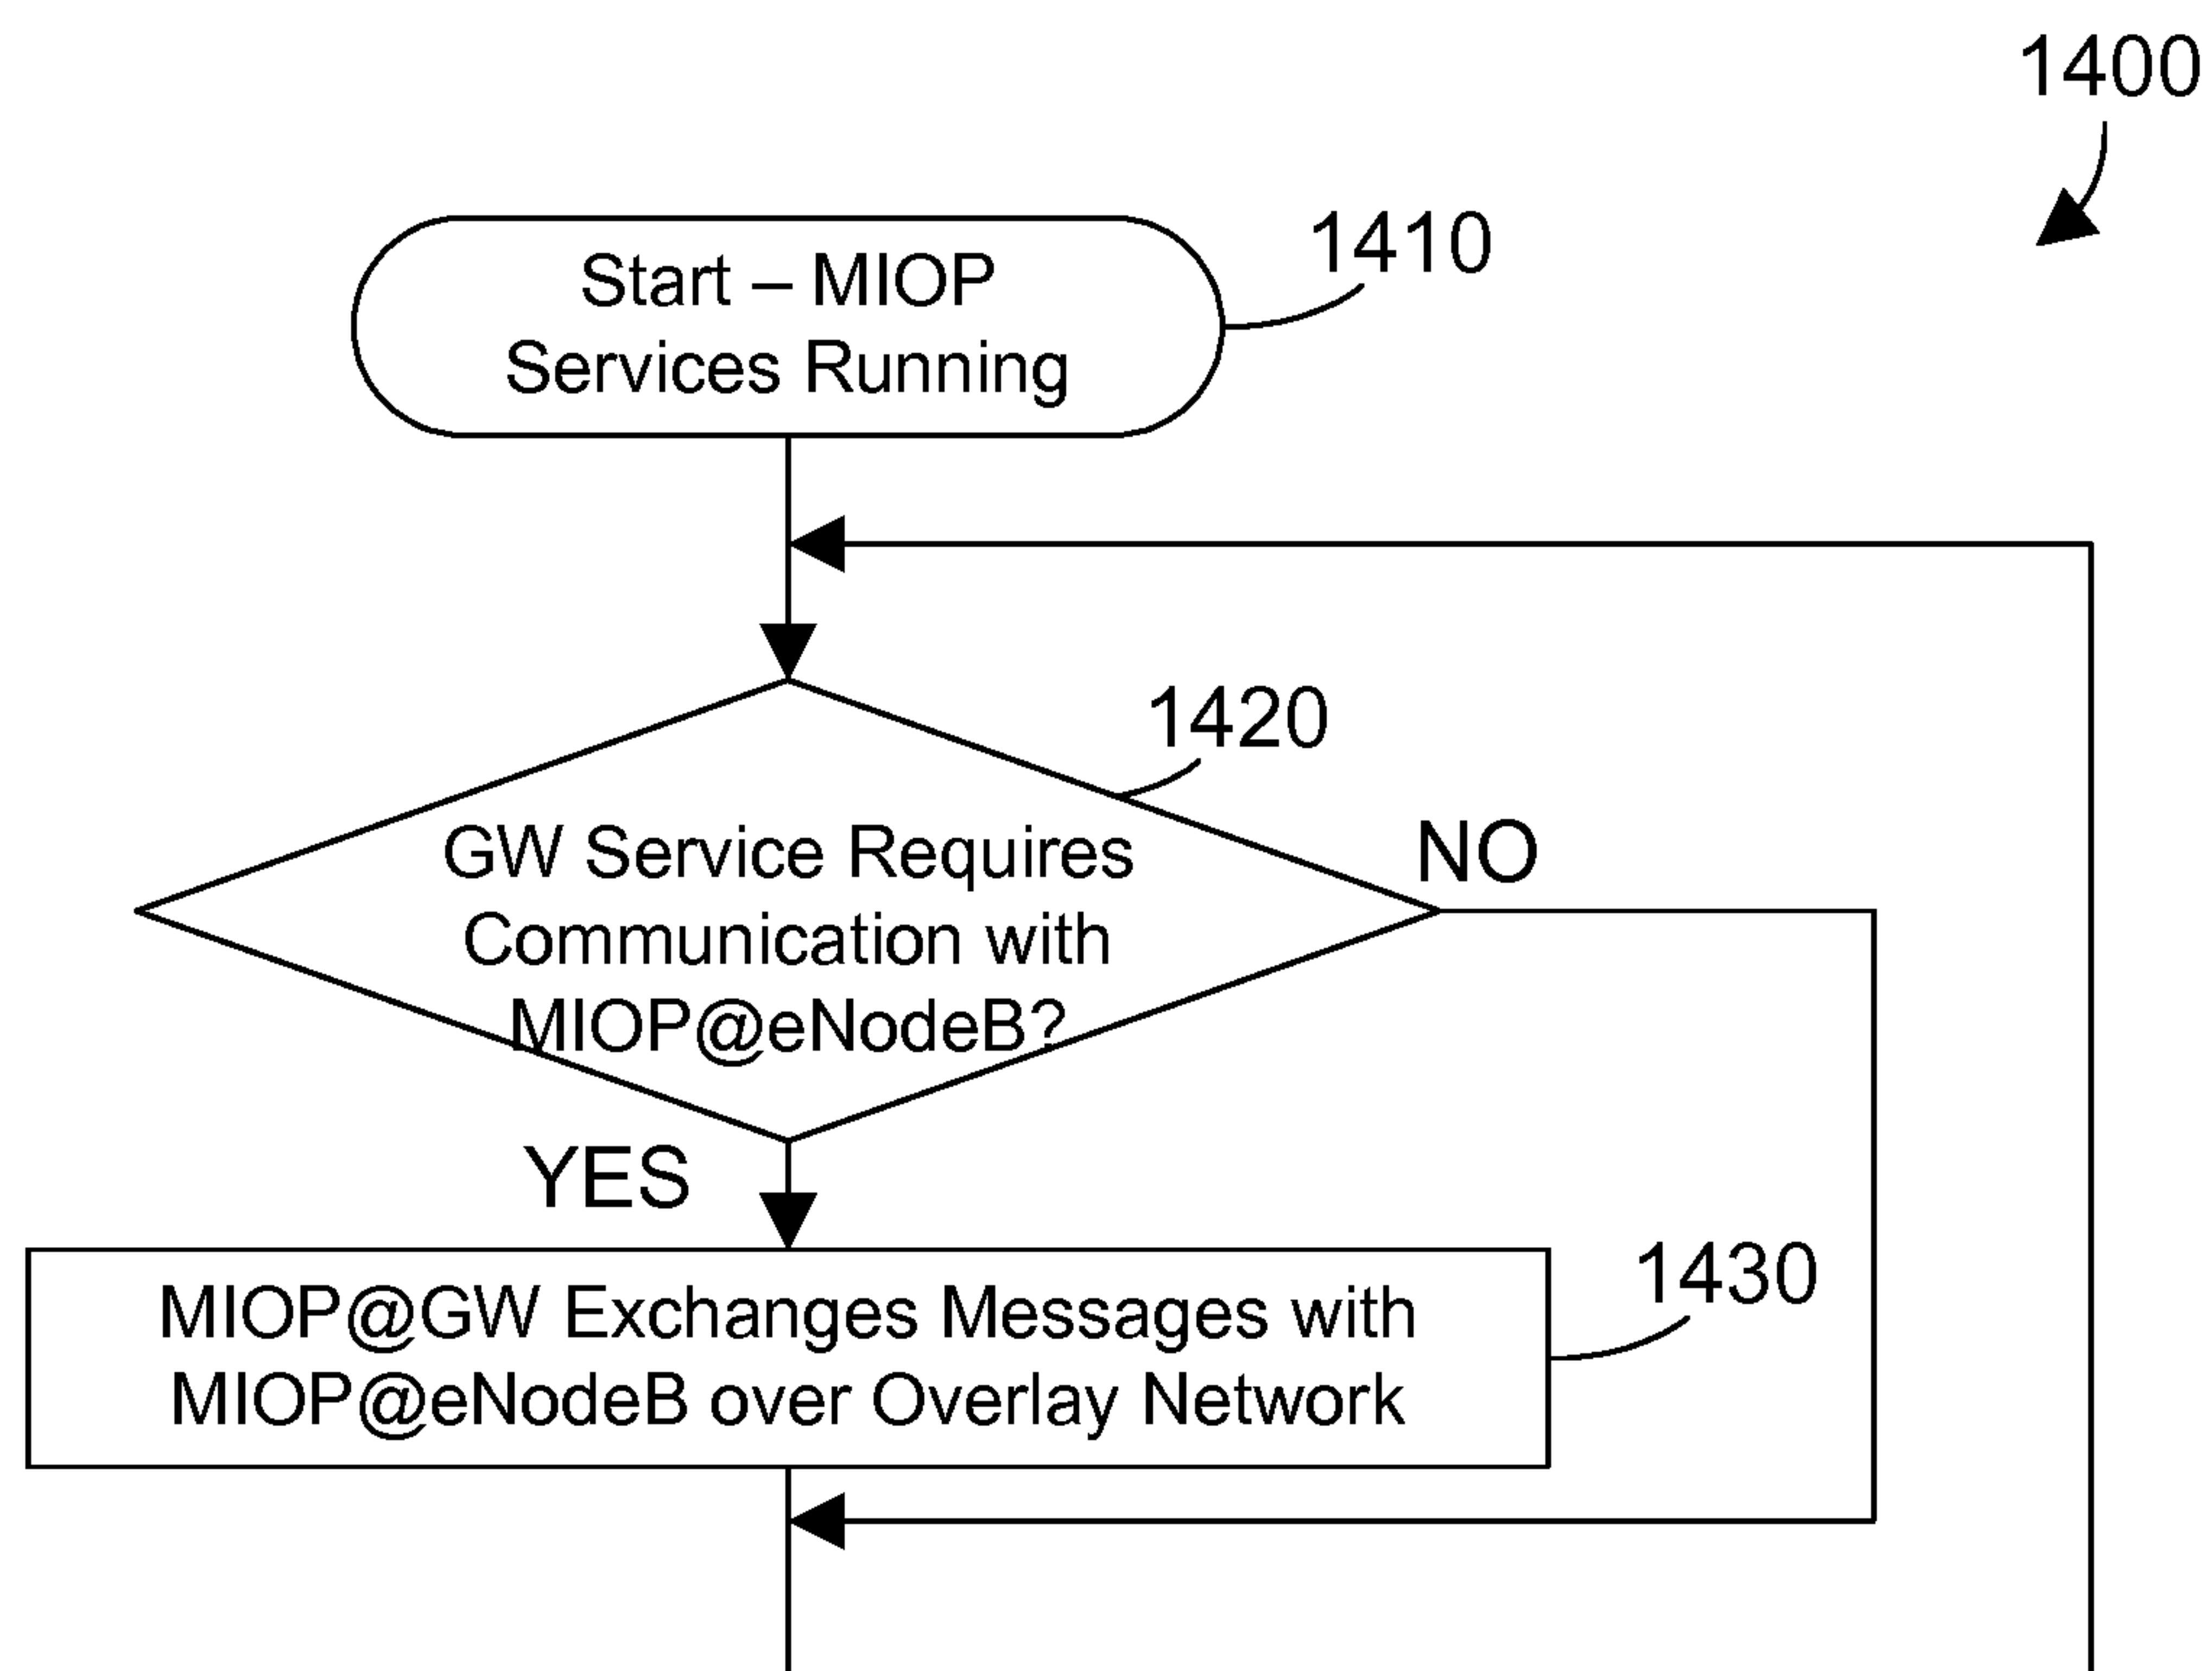 1400
Start – MIOP
Services Running
1410
1420
GW Service Requires
Communication with
MIOP@eNodeB?
NO
YES
MIOP@GW Exchanges Messages with
MIOP@eNodeB over Overlay Network
1430